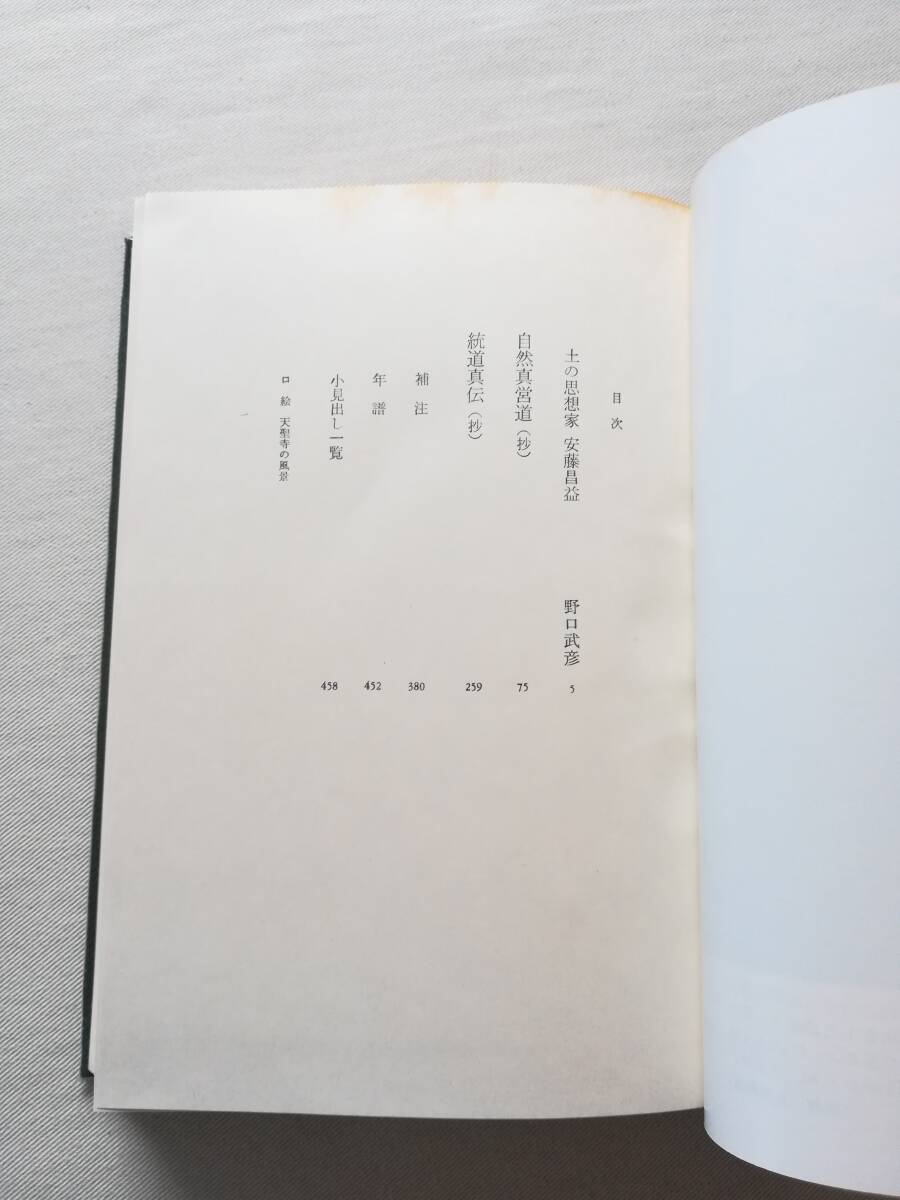 目次
土の思想家 安藤昌益 野口武彦 5
自然真営道（抄） 75
統道真伝（抄） 259
補注 380
年譜 452
小見出し一覧 458
口絵 天聖寺の風景